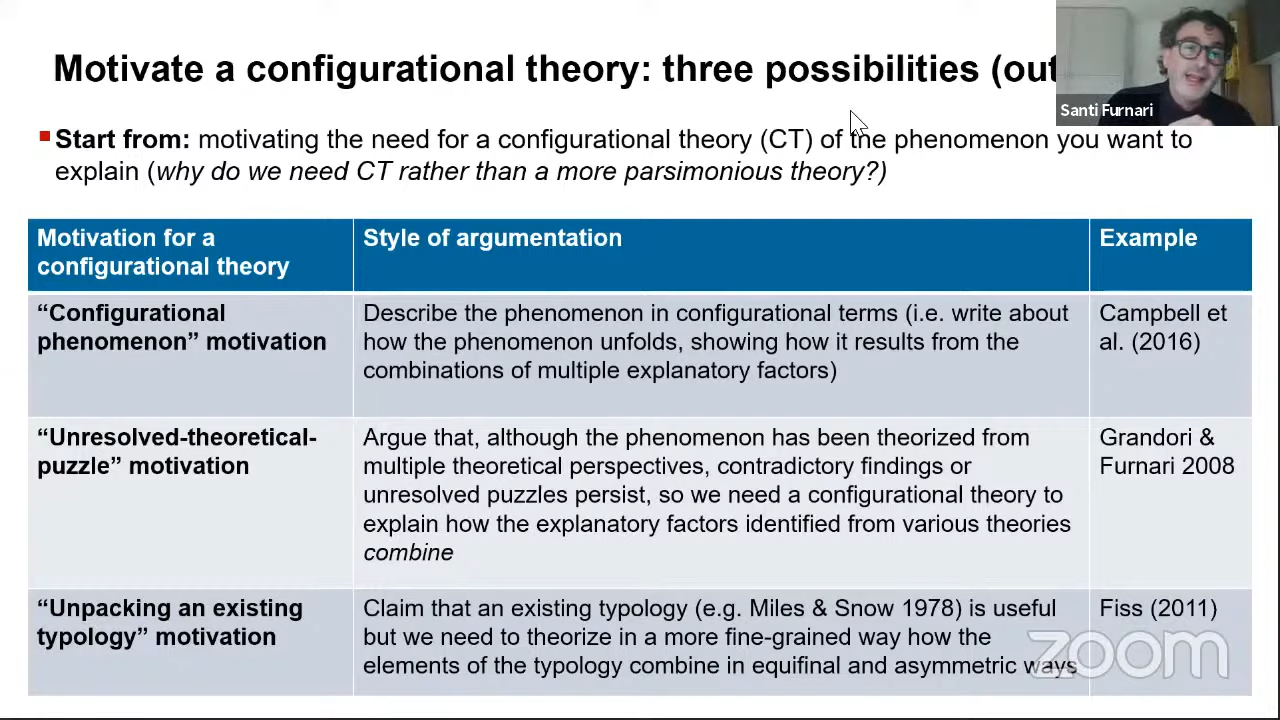 Motivate a configurational theory: three possibilities (out
Santi Furnari
Start from: motivating the need for a configurational theory (CT) of the phenomenon you want to
explain (why do we need CT rather than a more parsimonious theory?)
Motivation for a
configurational theory
Style of argumentation
Example
“Configurational
phenomenon” motivation
Describe the phenomenon in configurational terms (i.e. write about
how the phenomenon unfolds, showing how it results from the
combinations of multiple explanatory factors)
Campbell et
al. (2016)
“Unresolved-theoretical-
puzzle” motivation
Argue that, although the phenomenon has been theorized from
multiple theoretical perspectives, contradictory findings or
unresolved puzzles persist, so we need a configurational theory to
explain how the explanatory factors identified from various theories
combine
Grandori &
Furnari 2008
“Unpacking an existing
typology” motivation
Claim that an existing typology (e.g. Miles & Snow 1978) is useful
but we need to theorize in a more fine-grained way how the
elements of the typology combine in equifinal and asymmetric ways
Fiss (2011)
zoom